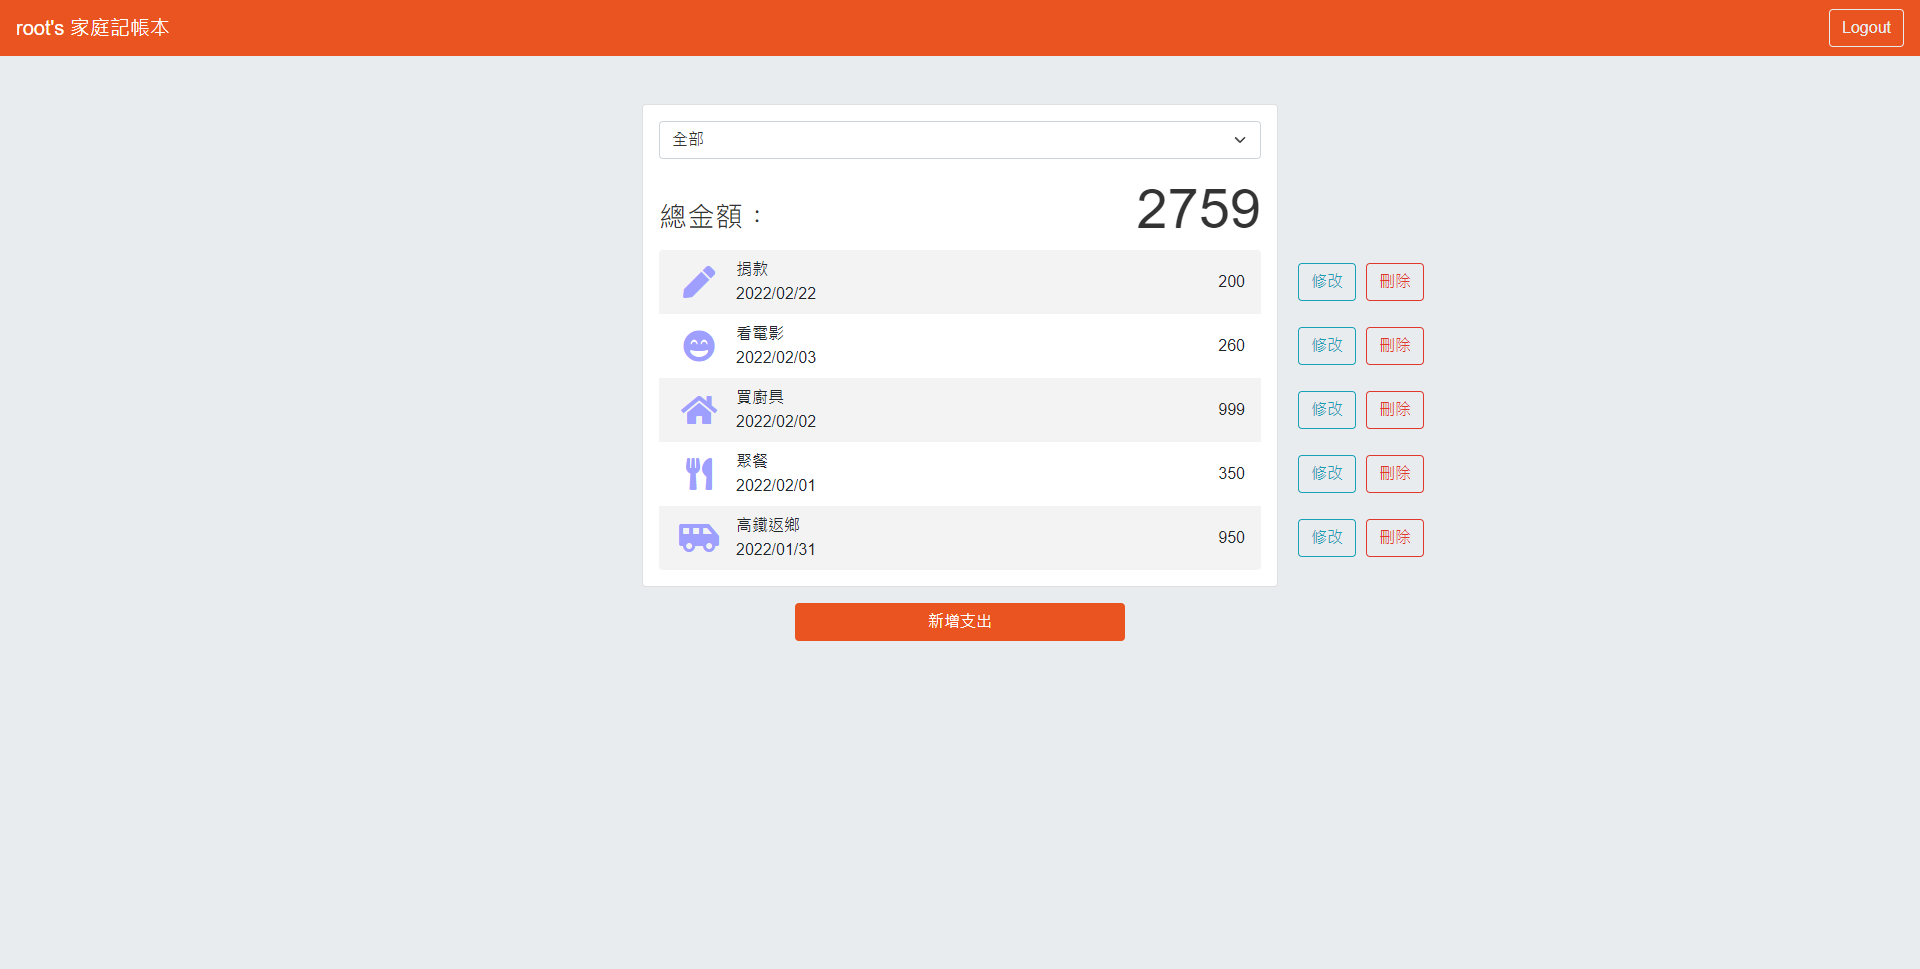 root's 家庭記帳本
Logout
全部
總金額：
2759
捐款
2022/02/22
200
修改
刪除
看電影
2022/02/03
260
修改
刪除
買廚具
2022/02/02
999
修改
刪除
聚餐
2022/02/01
350
修改
刪除
高鐵返鄉
2022/01/31
950
修改
刪除
新增支出